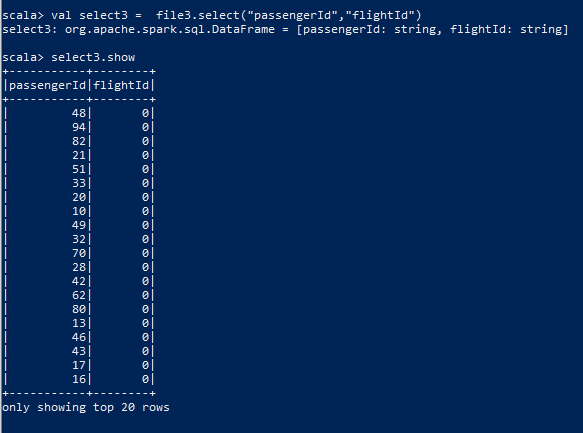 scala> val select3 =  file3.select("passengerId","flightId")
select3: org.apache.spark.sql.DataFrame = [passengerId: string, flightId: string]
scala> select3.show
+-----------+--------+
|passengerId|flightId|
+-----------+--------+
|         48|       0|
|         94|       0|
|         82|       0|
|         21|       0|
|         51|       0|
|         33|       0|
|         20|       0|
|         10|       0|
|         49|       0|
|         32|       0|
|         70|       0|
|         28|       0|
|         42|       0|
|         62|       0|
|         80|       0|
|         13|       0|
|         46|       0|
|         43|       0|
|         17|       0|
|         16|       0|
+-----------+--------+
only showing top 20 rows